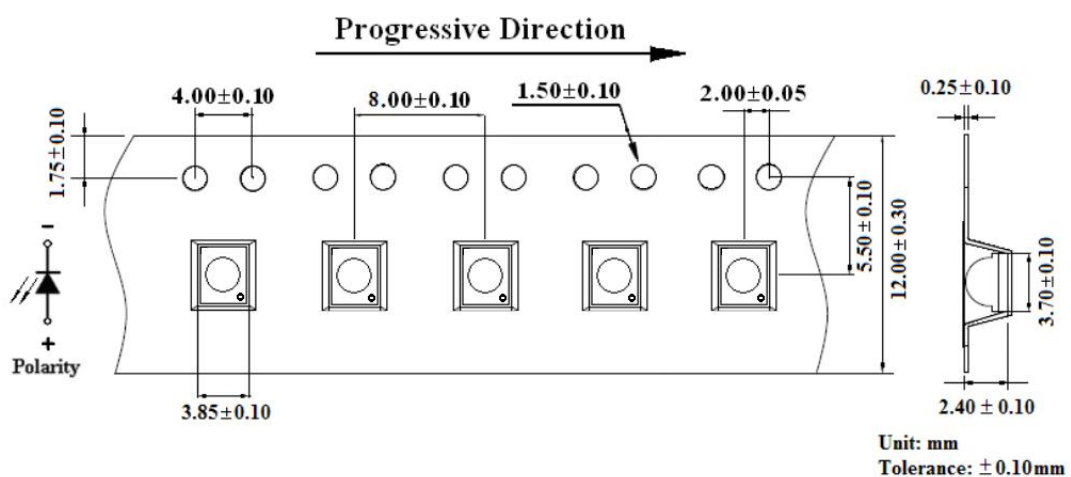 Progressive Direction
4.00±0.10
8.00±0.10
1.50±0.10
2.00±0.05
0.25±0.10
1.75±0.10
5.50±0.10
12.00±0.30
3.70±0.10
-
+
Polarity
3.85±0.10
2.40 ± 0.10
Unit: mm
Tolerance: ±0.10mm